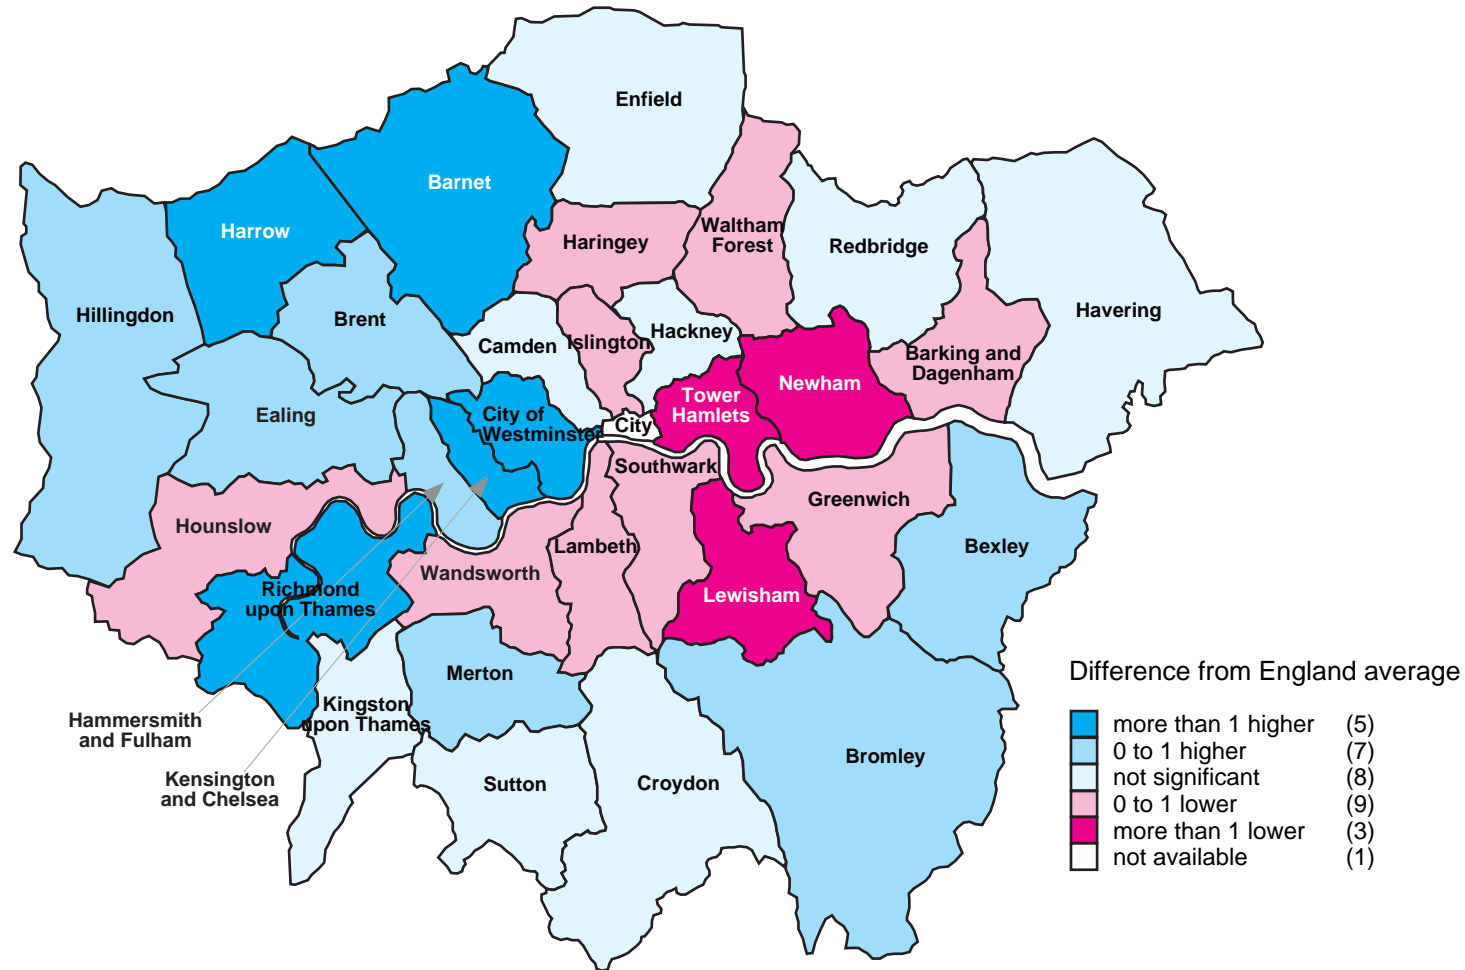 Enfield
Barnet
Harrow
Waltham
Forest
Haringey
Redbridge
Hillingdon
Brent
Havering
Hackney
Islington
Camden
Barking and
Dagenham
Newham
Tower
Hamlets
Ealing
City of
Westminster
City
Southwark
Greenwich
Hounslow
Lambeth
Bexley
Wandsworth
Richmond
upon Thames
Lewisham
Merton
Kingston
upon Thames
Hammersmith
and Fulham
Kensington
and Chelsea
Sutton
Croydon
Bromley
Difference from England average
more than 1 higher (5)
0 to 1 higher (7)
not significant (8)
0 to 1 lower (9)
more than 1 lower (3)
not available (1)